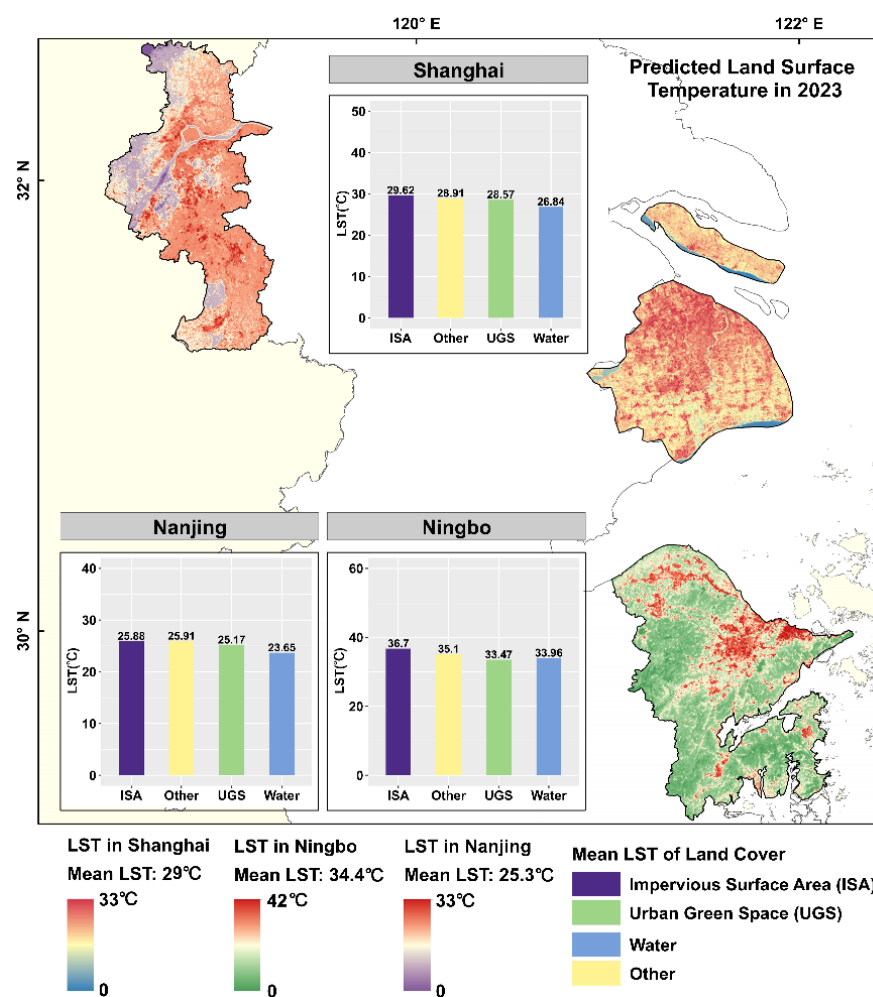 120° E
122° E
32° N
30° N
Predicted Land Surface
Temperature in 2023
Shanghai
LST(℃)
50
40
30
20
10
0
29.62
28.91
28.57
26.84
ISA
Other
UGS
Water
Nanjing
LST(℃)
40
30
20
10
0
25.88
25.91
25.17
23.65
ISA
Other
UGS
Water
Ningbo
LST(℃)
60
40
20
0
36.7
35.1
33.47
33.96
ISA
Other
UGS
Water
LST in Shanghai
Mean LST: 29℃
33℃
0
LST in Ningbo
Mean LST: 34.4℃
42℃
0
LST in Nanjing
Mean LST: 25.3℃
33℃
0
Mean LST of Land Cover
Impervious Surface Area (ISA)
Urban Green Space (UGS)
Water
Other